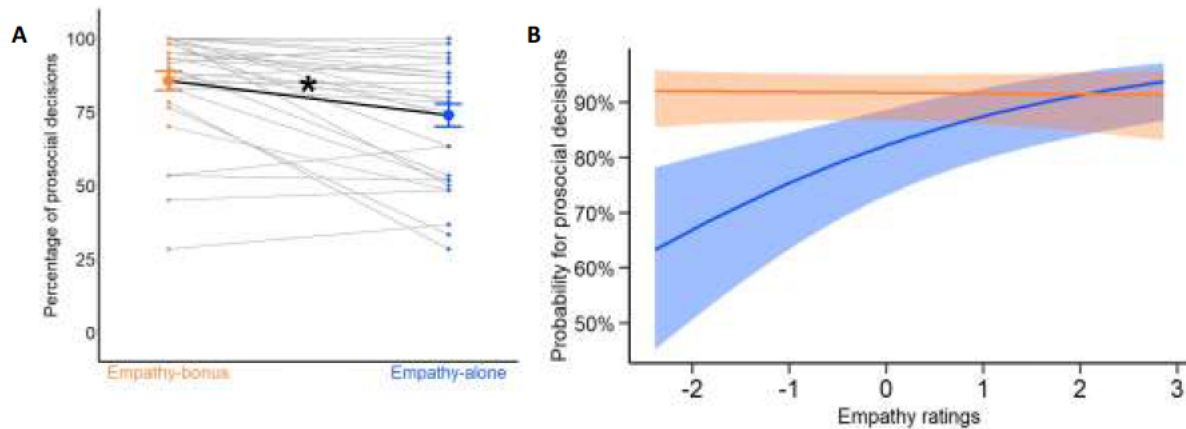 A
Percentage of prosocial decisions
100
75
50
25
0
*
Empathy-bonus
Empathy-alone
B
Probability for prosocial decisions
90%
80%
70%
60%
50%
-2
-1
0
1
2
3
Empathy ratings